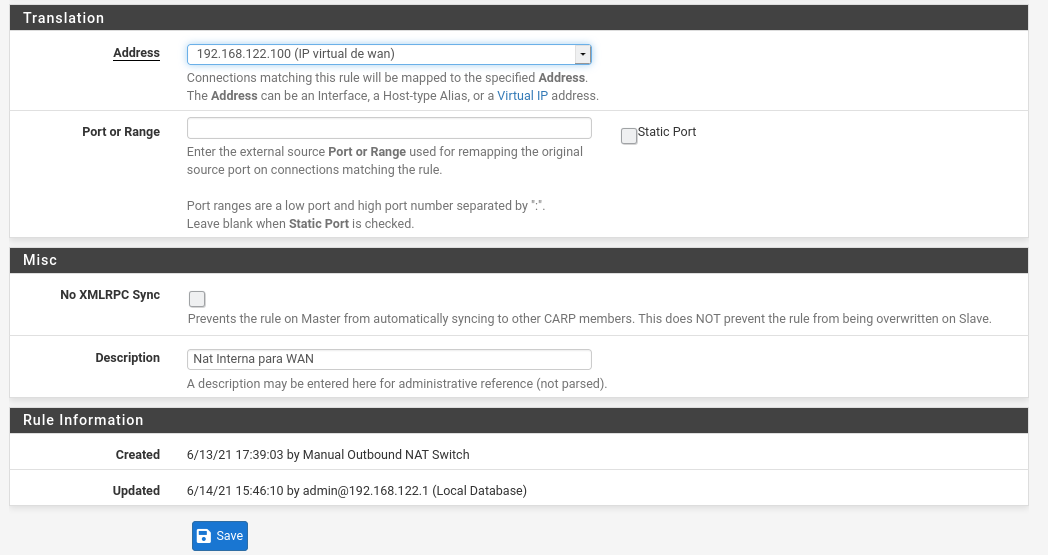 Translation
Address
192.168.122.100 (IP virtual de wan)
Connections matching this rule will be mapped to the specified Address.
The Address can be an Interface, a Host-type Alias, or a Virtual IP address.
Port or Range
Static Port
Enter the external source Port or Range used for remapping the original
source port on connections matching the rule.
Port ranges are a low port and high port number separated by ":".
Leave blank when Static Port is checked.
Misc
No XMLRPC Sync
Prevents the rule on Master from automatically syncing to other CARP members. This does NOT prevent the rule from being overwritten on Slave.
Description
Nat Interna para WAN
A description may be entered here for administrative reference (not parsed).
Rule Information
Created
6/13/21 17:39:03 by Manual Outbound NAT Switch
Updated
6/14/21 15:46:10 by admin@192.168.122.1 (Local Database)
Save